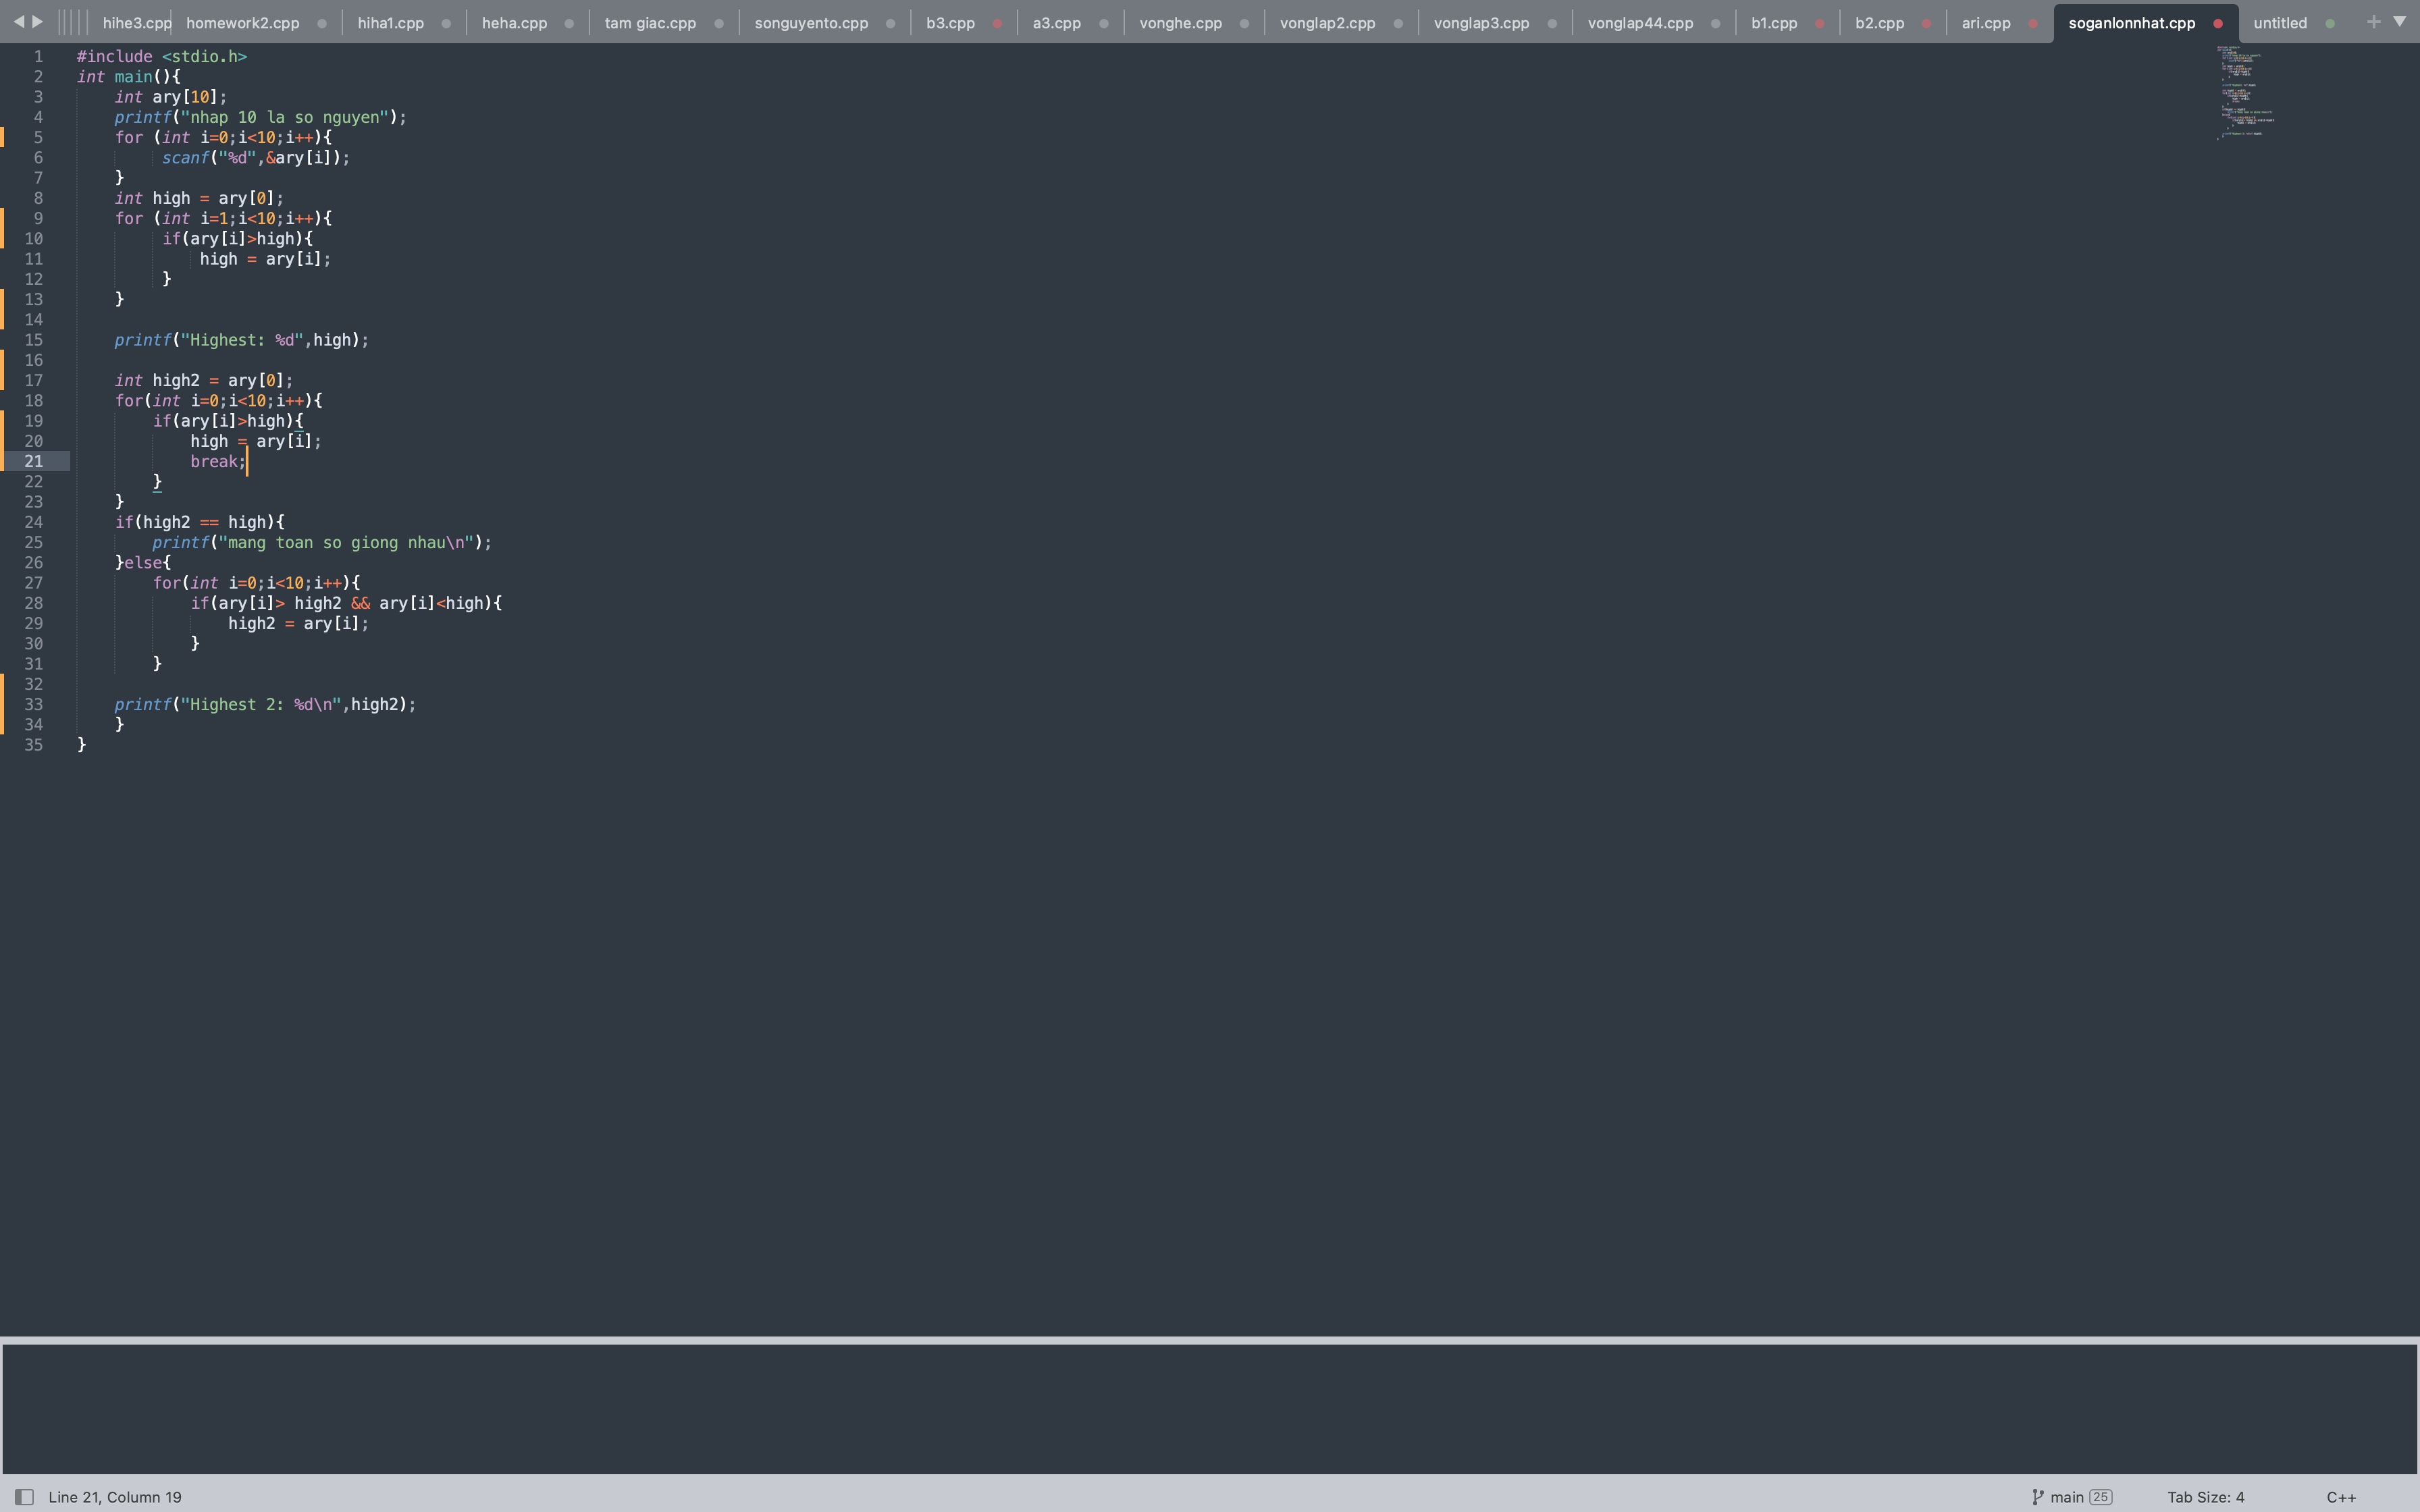 hihe3.cpp homework2.cpp hiha1.cpp heha.cpp tam giac.cpp songuyento.cpp b3.cpp a3.cpp vonghe.cpp vonglap2.cpp vonglap3.cpp vonglap44.cpp b1.cpp b2.cpp ari.cpp soganlonnhat.cpp untitled
1 #include <stdio.h>
2 int main(){
3 int ary[10];
4 printf("nhap 10 la so nguyen");
5 for (int i=0;i<10;i++){
6 scanf("%d",&ary[i]);
7 }
8 int high = ary[0];
9 for (int i=1;i<10;i++){
10 if(ary[i]>high){
11 high = ary[i];
12 }
13 }
14
15 printf("Highest: %d",high);
16
17 int high2 = ary[0];
18 for(int i=0;i<10;i++){
19 if(ary[i]>high){
20 high = ary[i];
21 break;
22 }
23 }
24 if(high2 == high){
25 printf("mang toan so giong nhau\n");
26 }else{
27 for(int i=0;i<10;i++){
28 if(ary[i]> high2 && ary[i]<high){
29 high2 = ary[i];
30 }
31 }
32
33 printf("Highest 2: %d\n",high2);
34 }
35 }
Line 21, Column 19 main 25 Tab Size: 4 C++